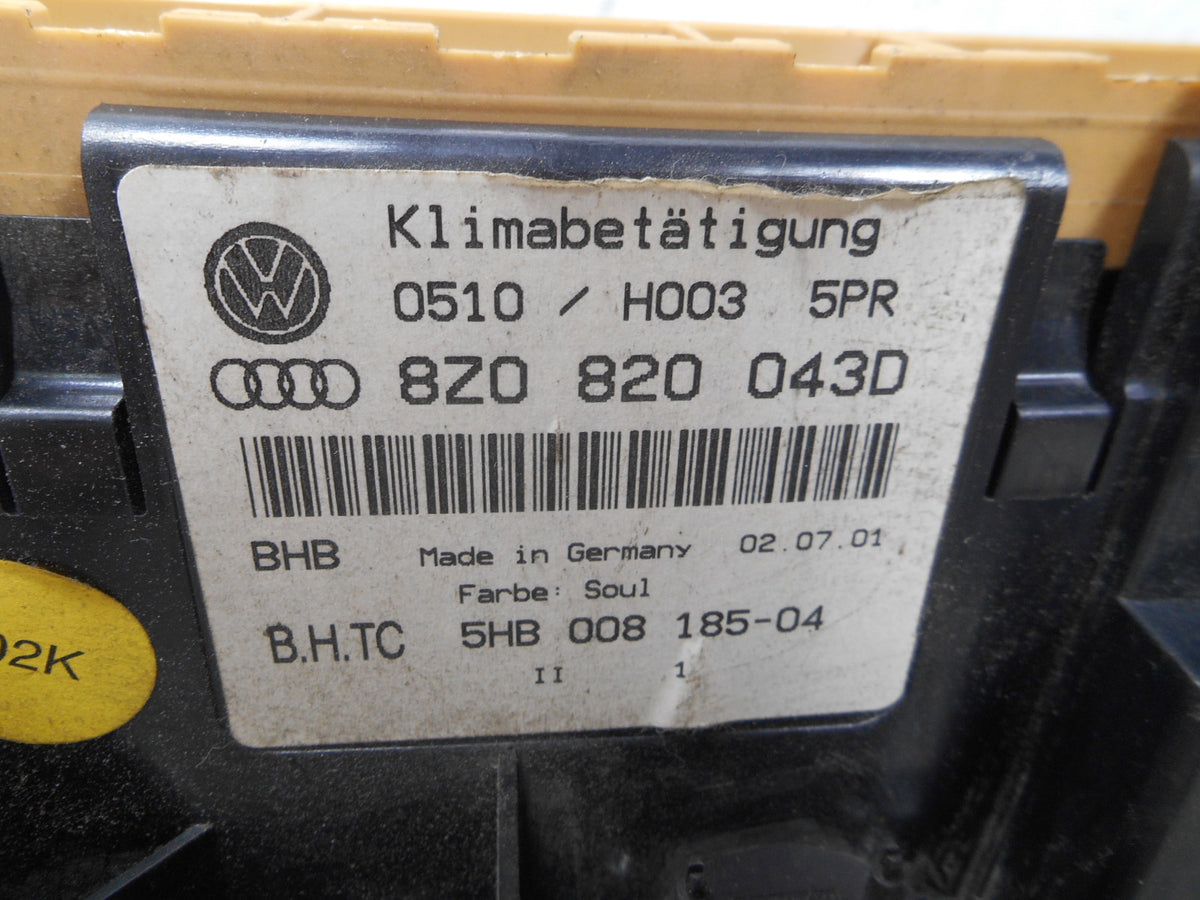 Klimabetätigung
0510 / H003 5PR
8Z0 820 043D
BHB Made in Germany 02.07.01
Farbe: Soul
B.H.TC 5HB 008 185-04
II 1
02K